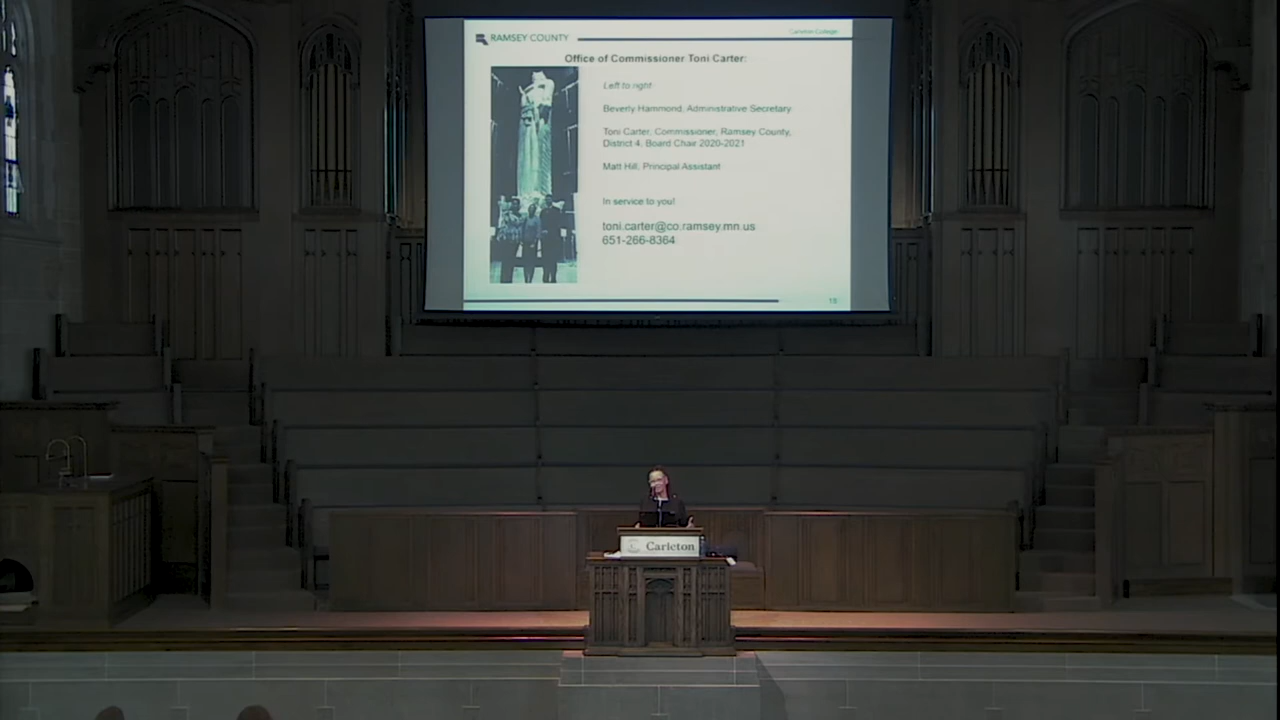 RAMSEY COUNTY
Carleton College
Office of Commissioner Toni Carter:
Left to right
Beverly Hammond, Administrative Secretary
Toni Carter, Commissioner, Ramsey County,
District 4, Board Chair 2020-2021
Matt Hill, Principal Assistant
In service to you!
toni.carter@co.ramsey.mn.us
651-266-8364
Carleton